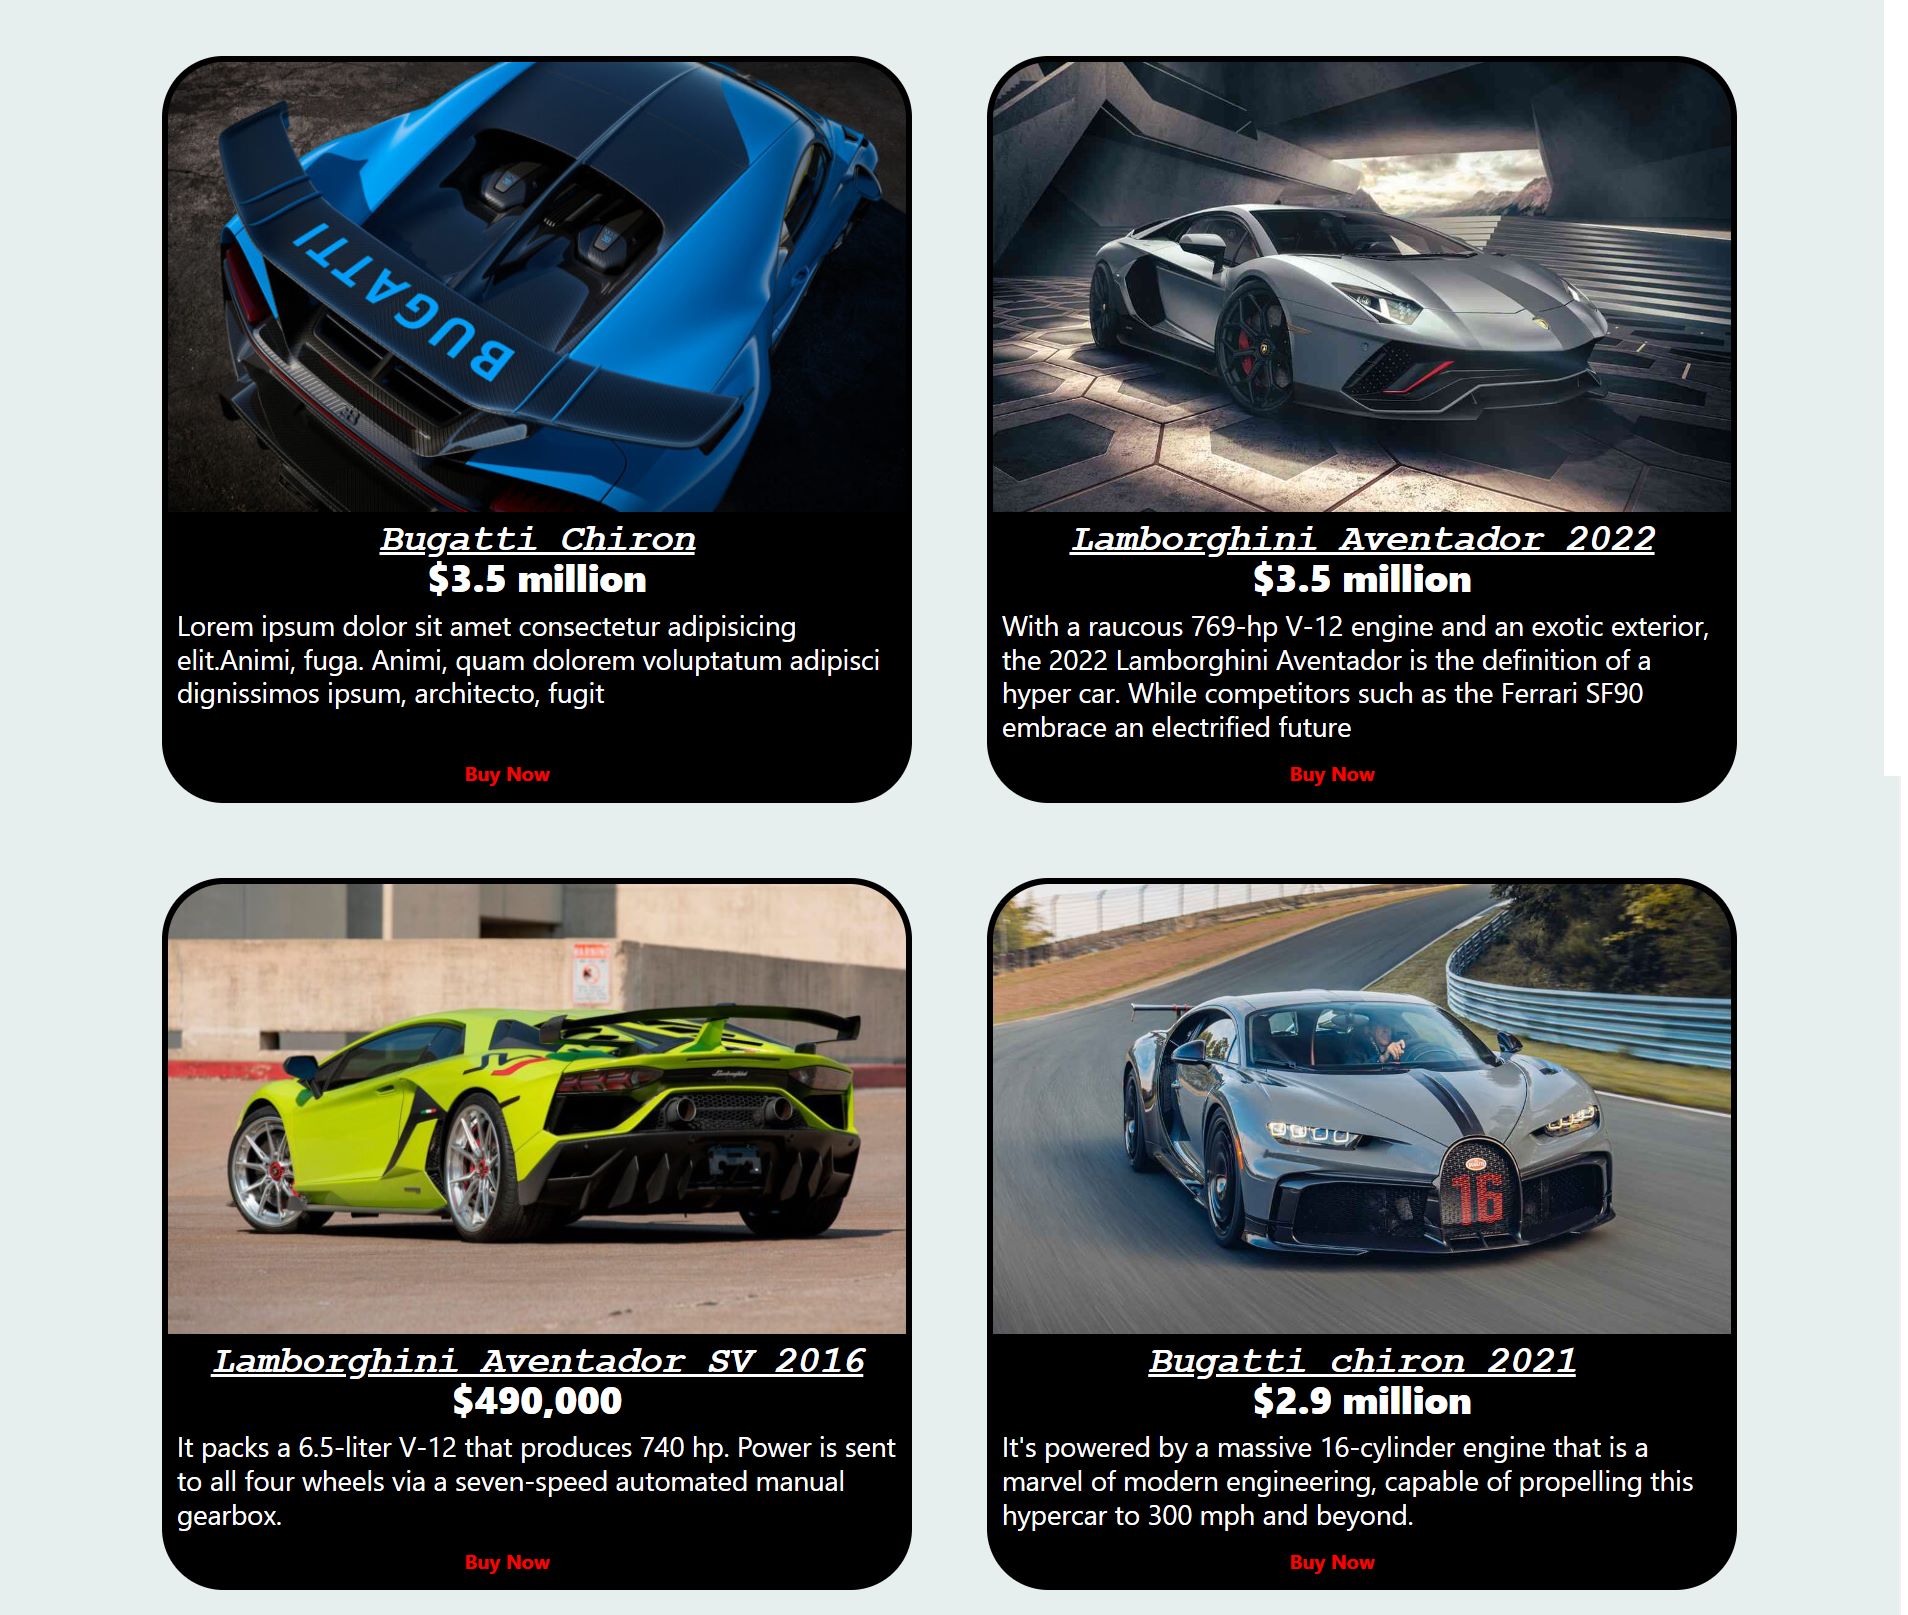 BUGATTI
Bugatti Chiron
$3.5 million
Lorem ipsum dolor sit amet consectetur adipisicing
elit.Animi, fuga. Animi, quam dolorem voluptatum adipisci
dignissimos ipsum, architecto, fugit
Buy Now
Lamborghini Aventador 2022
$3.5 million
With a raucous 769-hp V-12 engine and an exotic exterior,
the 2022 Lamborghini Aventador is the definition of a
hyper car. While competitors such as the Ferrari SF90
embrace an electrified future
Buy Now
Lamborghini
Lamborghini Aventador SV 2016
$490,000
It packs a 6.5-liter V-12 that produces 740 hp. Power is sent
to all four wheels via a seven-speed automated manual
gearbox.
Buy Now
16
Bugatti chiron 2021
$2.9 million
It's powered by a massive 16-cylinder engine that is a
marvel of modern engineering, capable of propelling this
hypercar to 300 mph and beyond.
Buy Now